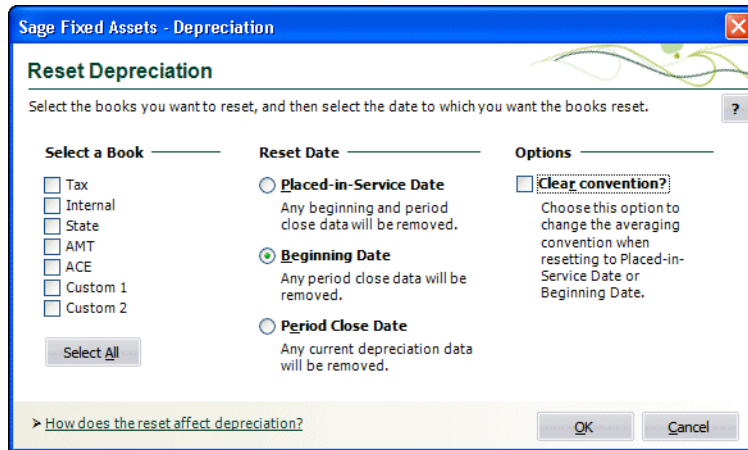 Sage Fixed Assets - Depreciation
Reset Depreciation
Select the books you want to reset, and then select the date to which you want the books reset.
?
Select a Book
Tax
Internal
State
AMT
ACE
Custom 1
Custom 2
Select All
Reset Date
Placed-in-Service Date
Any beginning and period
close data will be removed.
Beginning Date
Any period close data will be
removed.
Period Close Date
Any current depreciation data
will be removed.
Options
Clear convention?
Choose this option to
change the averaging
convention when
resetting to Placed-in-
Service Date or
Beginning Date.
How does the reset affect depreciation?
OK
Cancel